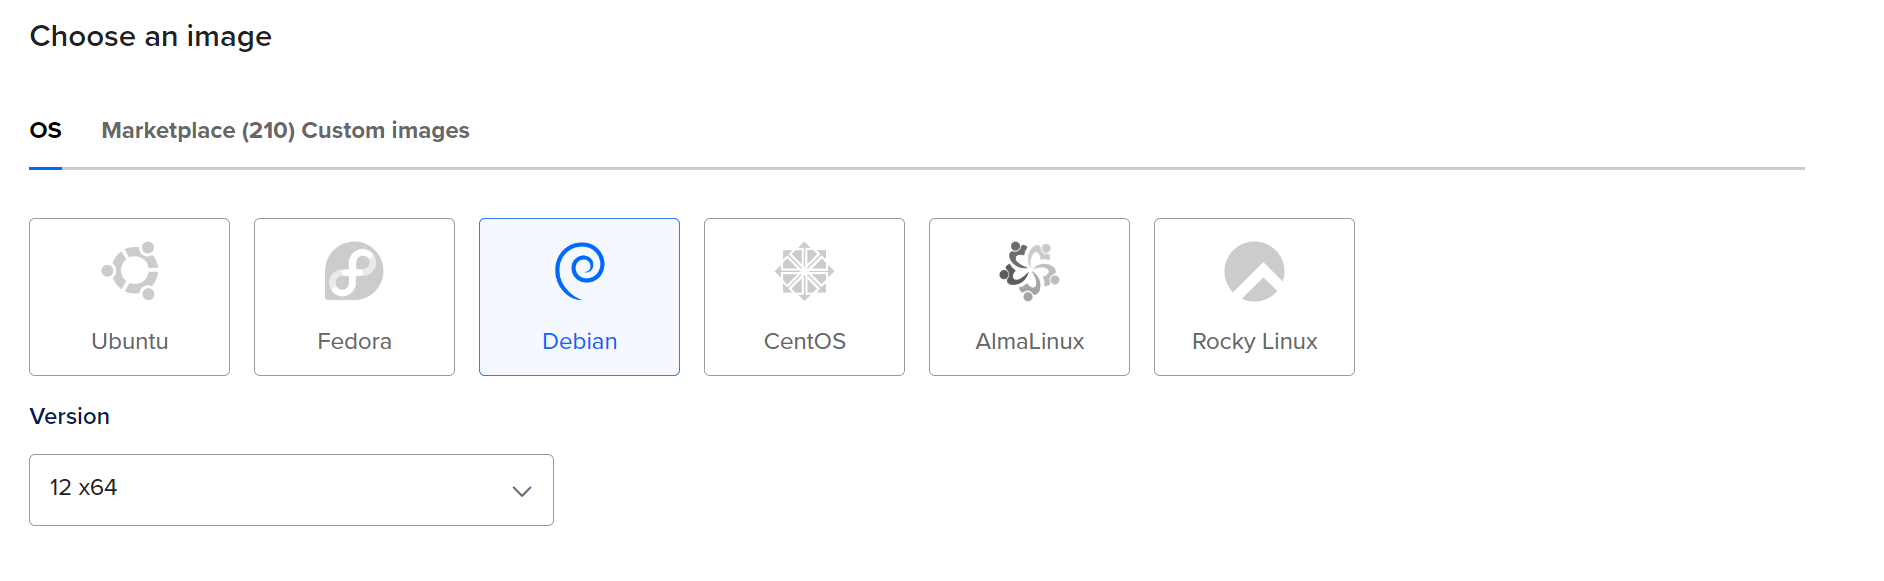 Choose an image
OS Marketplace (210) Custom images
Ubuntu Fedora Debian CentOS AlmaLinux Rocky Linux
Version
12 x64